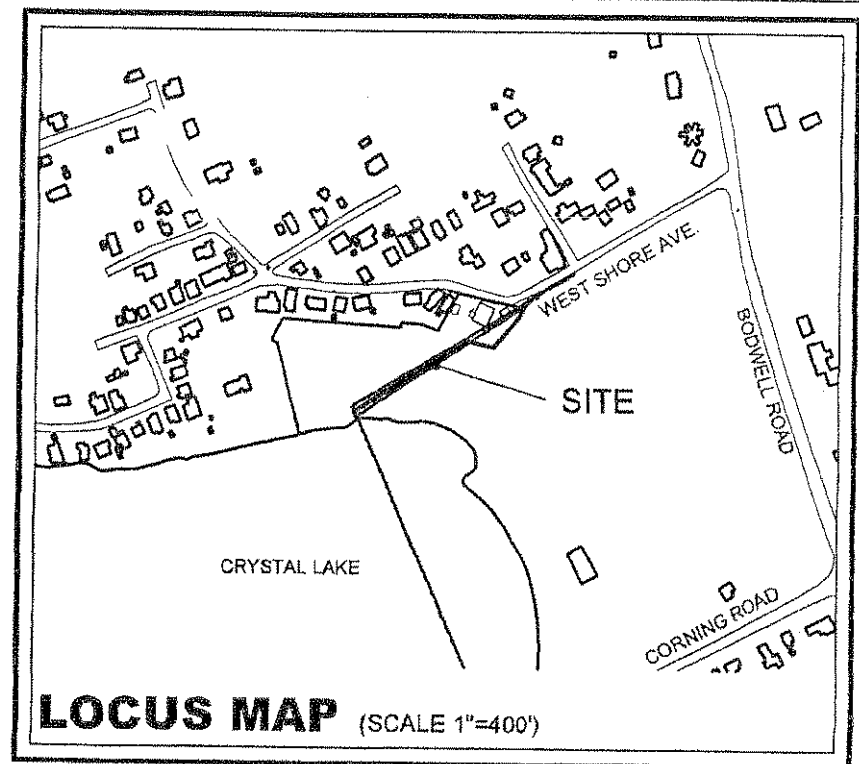 WEST SHORE AVE.
SITE
BODWELL ROAD
CRYSTAL LAKE
CORNING ROAD
LOCUS MAP (SCALE 1"=400')